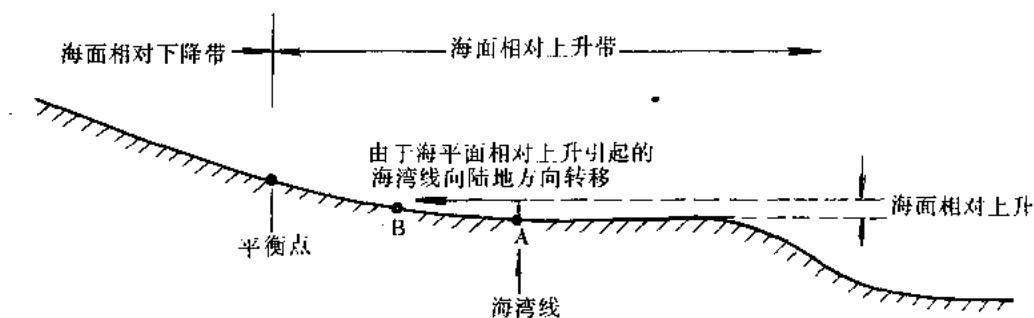 海面相对下降带
海面相对上升带
由于海平面相对上升引起的
海湾线向陆地方向转移
海面相对上升
B
A
平衡点
海湾线